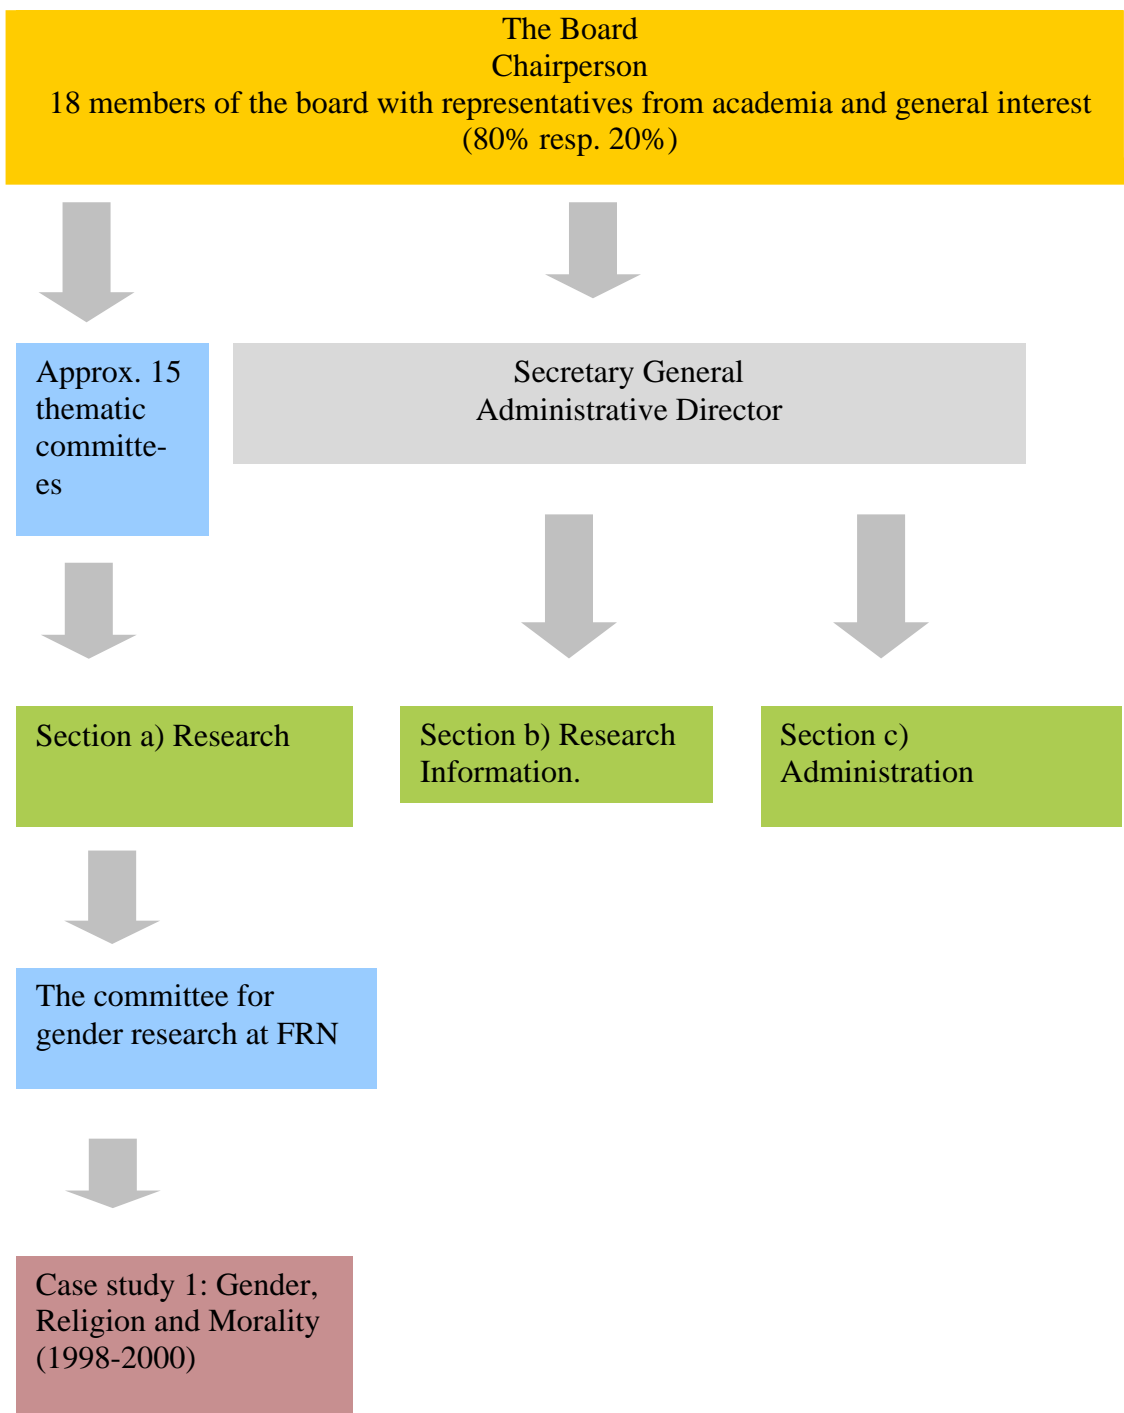 The Board
Chairperson
18 members of the board with representatives from academia and general interest
(80% resp. 20%)
Approx. 15
thematic
committe-
es
Secretary General
Administrative Director
Section a) Research
Section b) Research
Information.
Section c)
Administration
The committee for
gender research at FRN
Case study 1: Gender,
Religion and Morality
(1998-2000)